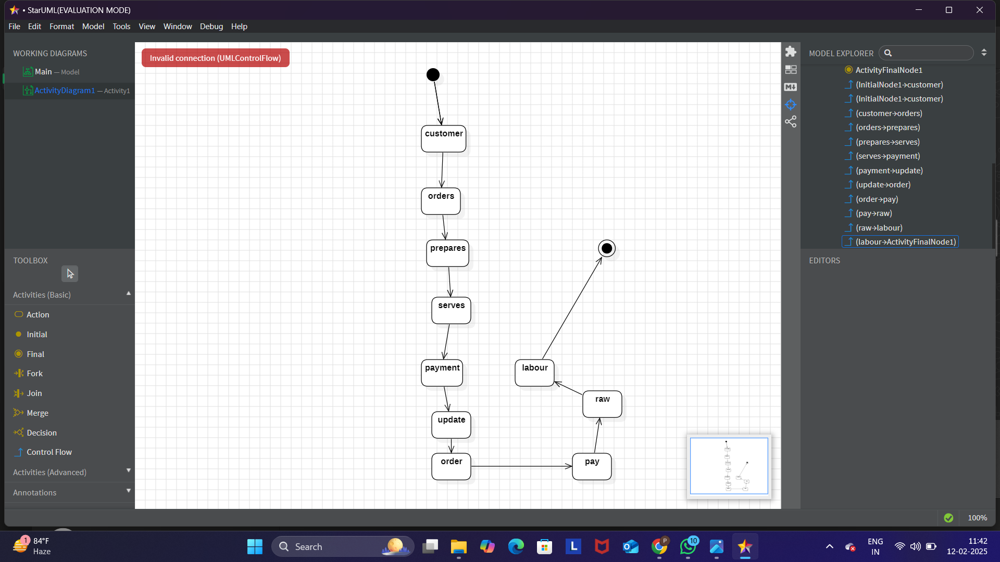 • StarUML(EVALUATION MODE)
File Edit Format Model Tools View Window Debug Help
WORKING DIAGRAMS
Main — Model
ActivityDiagram1 — Activity1
TOOLBOX
Activities (Basic)
Action
Initial
Final
Fork
Join
Merge
Decision
Control Flow
Activities (Advanced)
Annotations
Invalid connection (UMLControlFlow)
customer
orders
prepares
serves
payment
update
order
pay
raw
labour
MODEL EXPLORER
ActivityFinalNode1
(InitialNode1→customer)
(InitialNode1→customer)
(customer→orders)
(orders→prepares)
(prepares→serves)
(serves→payment)
(payment→update)
(update→order)
(order→pay)
(pay→raw)
(raw→labour)
(labour→ActivityFinalNode1)
EDITORS
100%
1
84°F
Haze
Search
L
P
10
ENG
IN
11:42
12-02-2025